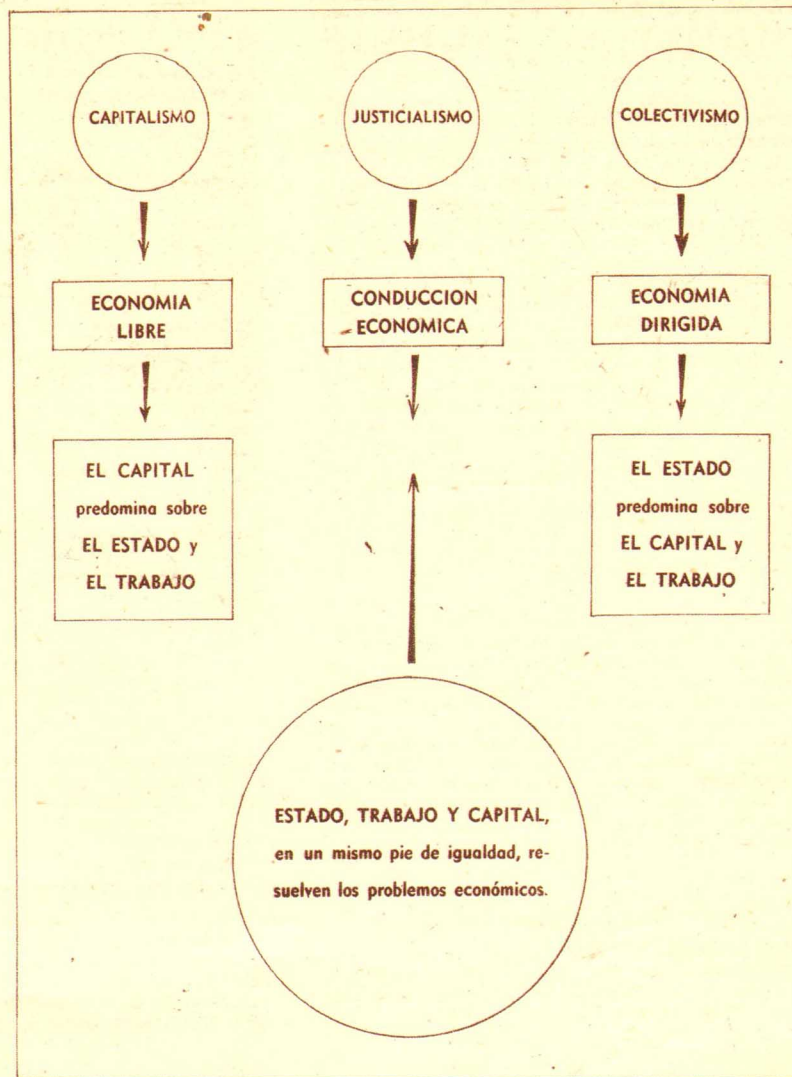 CAPITALISMO
JUSTICIALISMO
COLECTIVISMO
ECONOMIA
LIBRE
CONDUCCION
ECONOMICA
ECONOMIA
DIRIGIDA
EL CAPITAL
predomina sobre
EL ESTADO y
EL TRABAJO
EL ESTADO
predomina sobre
EL CAPITAL y
EL TRABAJO
ESTADO, TRABAJO Y CAPITAL,
en un mismo pie de igualdad, re-
suelven los problemos económicos.